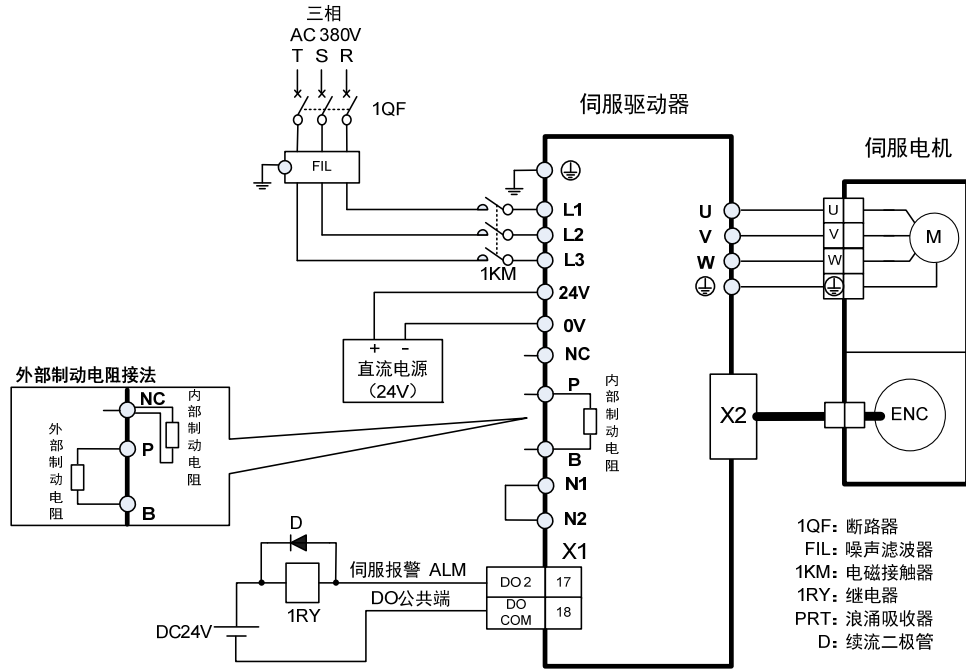 三相
AC 380V
T S R
1QF
伺服驱动器
伺服电机
FIL
L1
L2
L3
1KM
24V
0V
NC
P
内部制动电阻
B
N1
N2
X1
U
V
W
U
V
W
M
+ -
直流电源
（24V）
X2
ENC
外部制动电阻接法
NC
内部制动电阻
外部制动电阻
P
B
D
1RY
伺服报警 ALM
DO公共端
DC24V
DO 2 17
DO COM 18
1QF：断路器
FIL：噪声滤波器
1KM：电磁接触器
1RY：继电器
PRT：浪涌吸收器
D：续流二极管